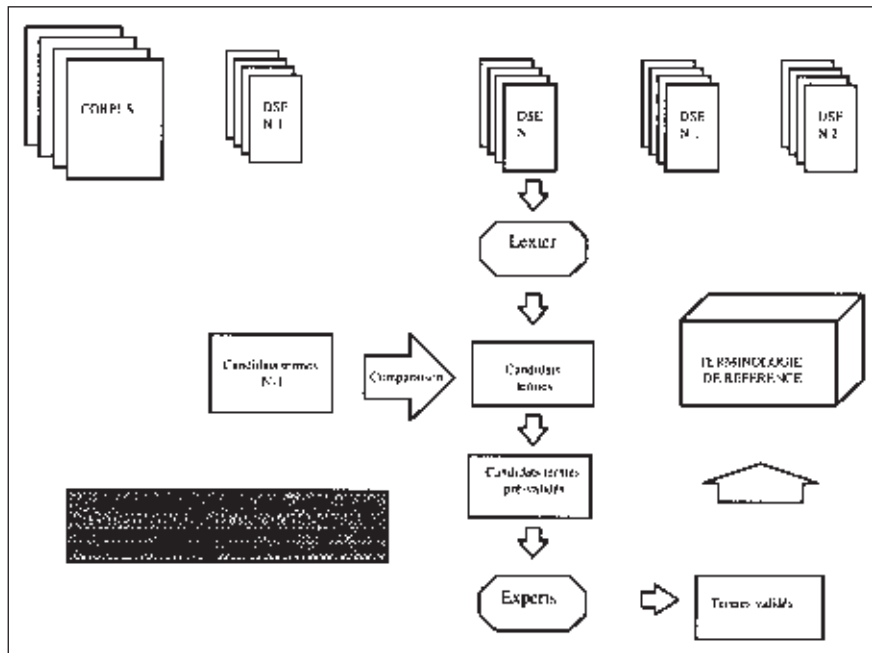 CORPUS
DSE
N-1
DSE
N
DSE
DSE
N-2
Lexter
Candidats termes
N-1
Comparaison
Candidats
termes
TERMINOLOGIE
DE REFERENCE
Candidats termes
pré-validés
Experts
Termes validés